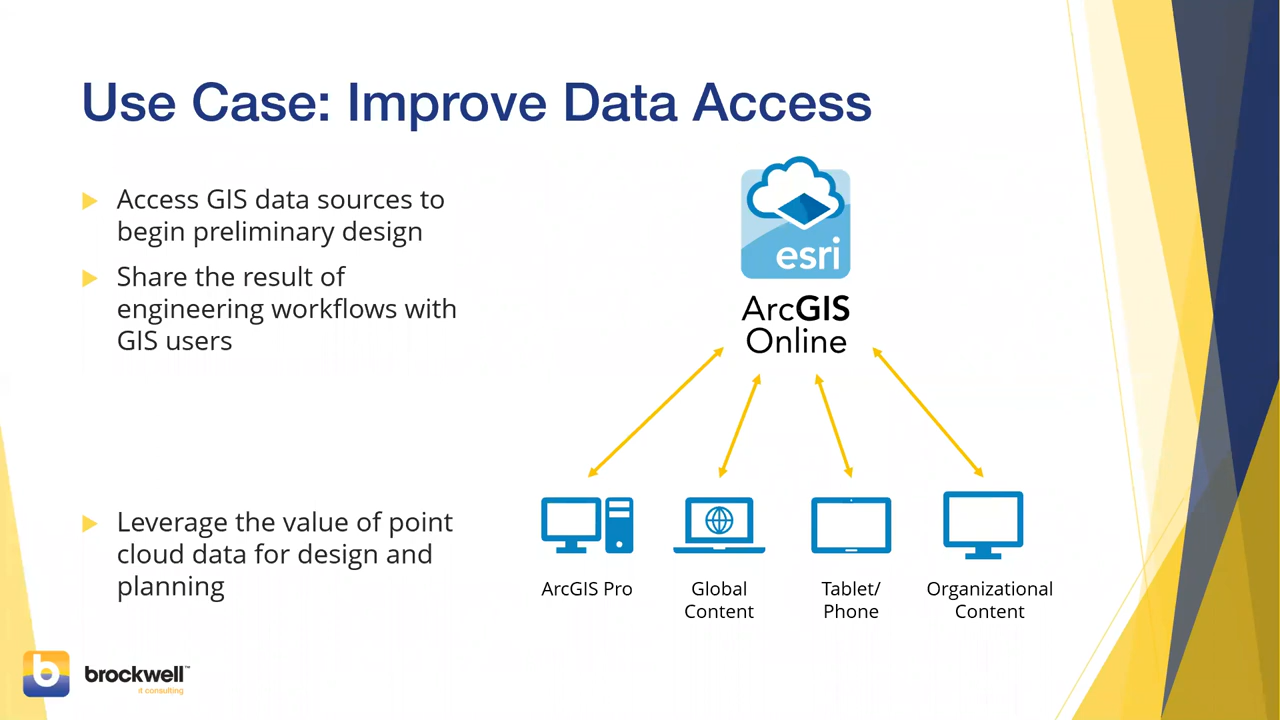 Use Case: Improve Data Access
Access GIS data sources to
begin preliminary design
Share the result of
engineering workflows with
GIS users
Leverage the value of point
cloud data for design and
planning
esri
ArcGIS
Online
ArcGIS Pro
Global
Content
Tablet/
Phone
Organizational
Content
b
brockwell™
it consulting